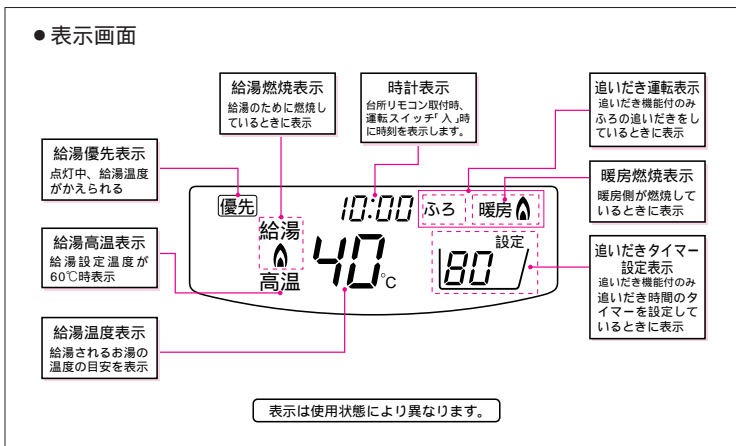 ●表示画面
給湯燃焼表示
給湯のために燃焼し
ているときに表示
時計表示
台所リモコン取付時、
運転スイッチ「入」時
に時刻を表示します。
追いだき運転表示
追いだき機能付のみ
ふろの追いだきをし
ているときに表示
給湯優先表示
点灯中、給湯温度
がかえられる
暖房燃焼表示
暖房側が燃焼して
いるときに表示
給湯高温表示
給湯設定温度が
60℃時表示
追いだきタイマー
設定表示
追いだき機能付のみ
追いだき時間のタ
イマーを設定して
いるときに表示
給湯温度表示
給湯されるお湯の
温度の目安を表示
優先
10:00
ふろ
暖房
給湯
高温
40℃
設定
80
表示は使用状態により異なります。